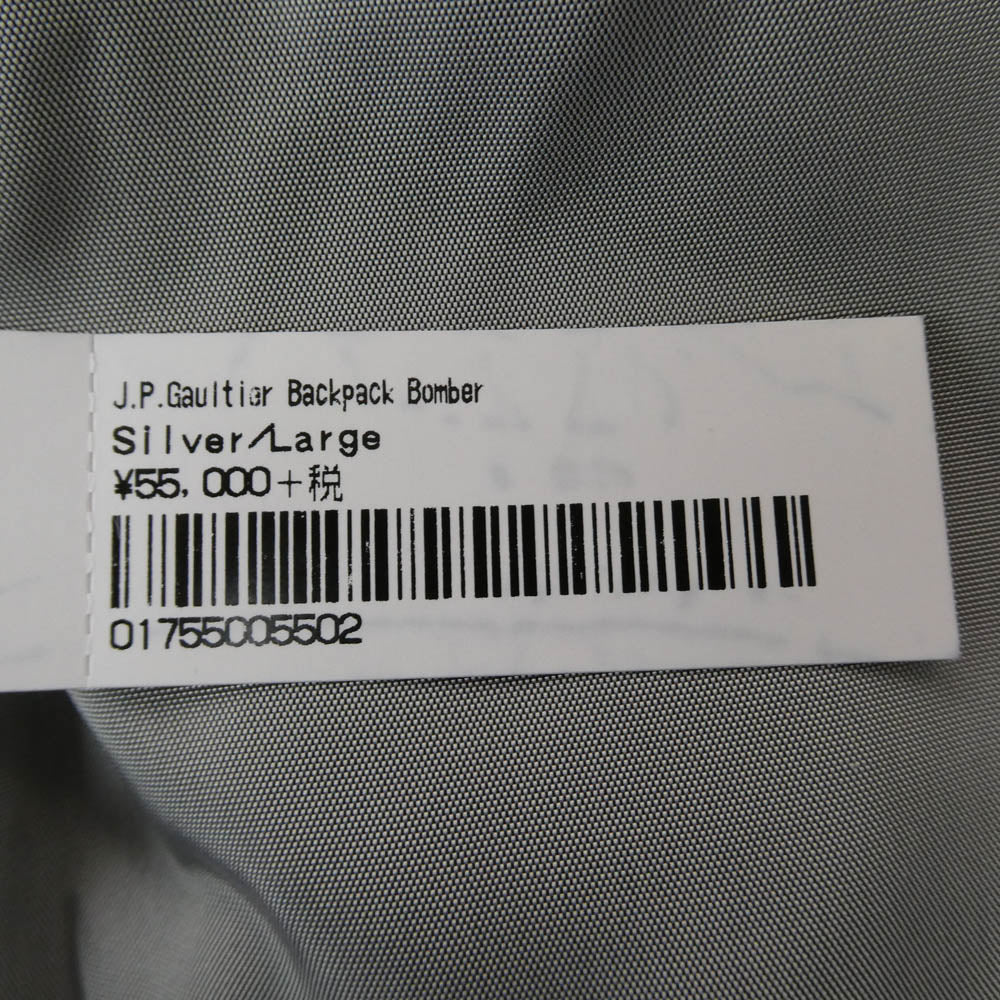 J.P.Gaultier Backpack Bomber
Silver/Large
¥55,000+税
01755005502